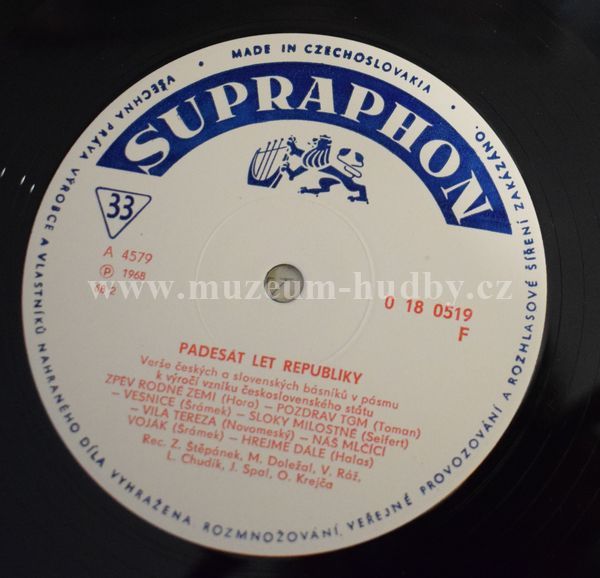 VŠECHNA PRÁVA VÝROBCE A VLASTNÍKŮ NAHRANÉHO DÍLA VYHRAŽENA. ROZMNOŽOVÁNÍ, VEŘEJNÉ PROVOZOVÁNÍ A ROZHLASOVÉ ŠÍŘENÍ ZAKÁZÁNO.
• MADE IN CZECHOSLOVAKIA •
SUPRAPHON
33
A 4579
Ⓟ 1968
www.muzeum-hudby.cz
0 18 0519
F
PADESÁT LET REPUBLIKY
Verše českých a slovenských básníků v pásmu
k výročí vzniku československého státu
ZPĚV RODNÉ ZEMI (Horo) — POZDRAV TGM (Toman)
— VESNICE (Šrámek) — SLOKY MILOSTNÉ (Seifert)
— VILA TEREZA (Novomeský) — NÁŠ MLČÍCÍ
VOJÁK (Šrámek) — HREJME DÁLE (Halas)
Rec. Z. Štěpánek, M. Doležal, V. Ráž,
L. Chudík, J. Spal, O. Krejča